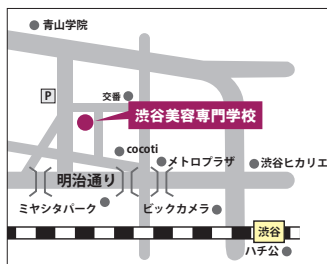 青山学院
P
交番
渋谷美容専門学校
cocoti
メトロプラザ
渋谷ヒカリエ
明治通り
ミヤシタパーク
ビックカメラ
渋谷
ハチ公